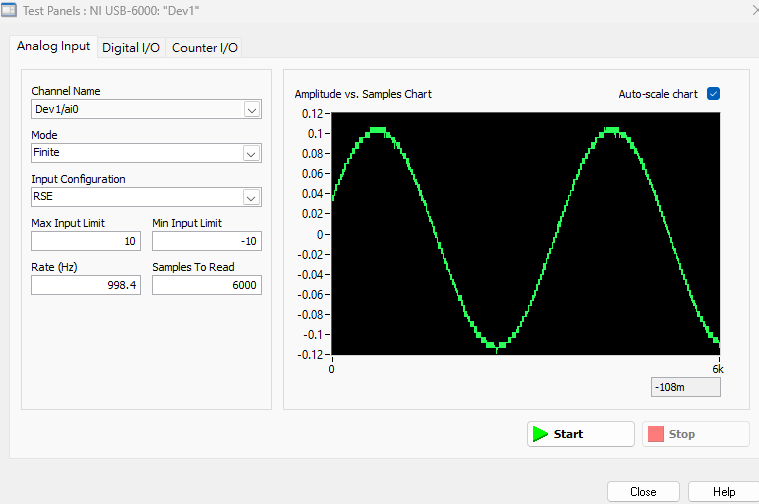 Test Panels : NI USB-6000: "Dev1"
Analog Input Digital I/O Counter I/O
Channel Name
Dev1/ai0
Mode
Finite
Input Configuration
RSE
Max Input Limit Min Input Limit
10 -10
Rate (Hz) Samples To Read
998.4 6000
Amplitude vs. Samples Chart Auto-scale chart
0.12
0.1
0.08
0.06
0.04
0.02
0
-0.02
-0.04
-0.06
-0.08
-0.1
-0.12
0 6k
-108m
Start Stop
Close Help